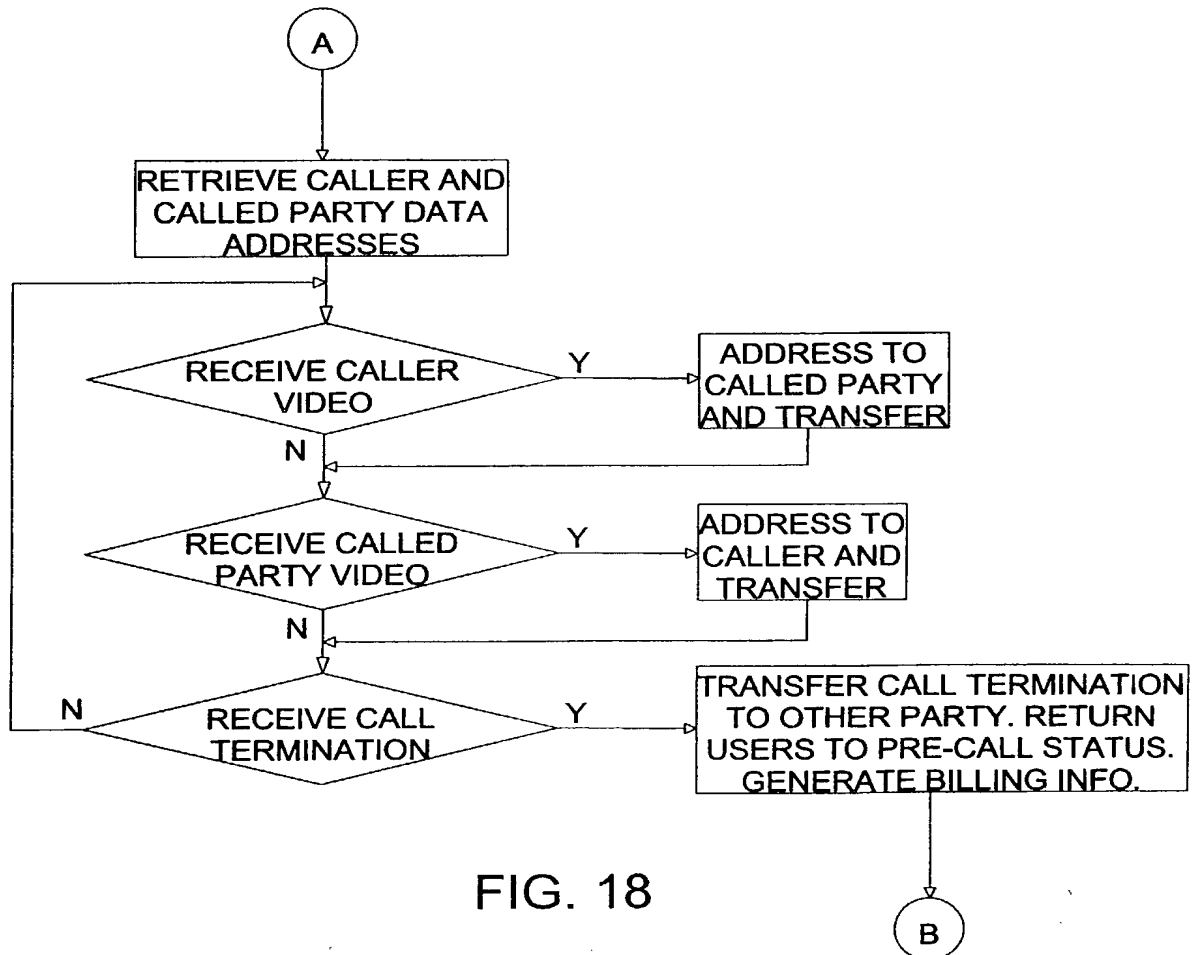 A
RETRIEVE CALLER AND
CALLED PARTY DATA
ADDRESSES
RECEIVE CALLER
VIDEO
Y
ADDRESS TO
CALLED PARTY
AND TRANSFER
N
RECEIVE CALLED
PARTY VIDEO
Y
ADDRESS TO
CALLER AND
TRANSFER
N
N
RECEIVE CALL
TERMINATION
Y
TRANSFER CALL TERMINATION
TO OTHER PARTY. RETURN
USERS TO PRE-CALL STATUS.
GENERATE BILLING INFO.
FIG. 18
B